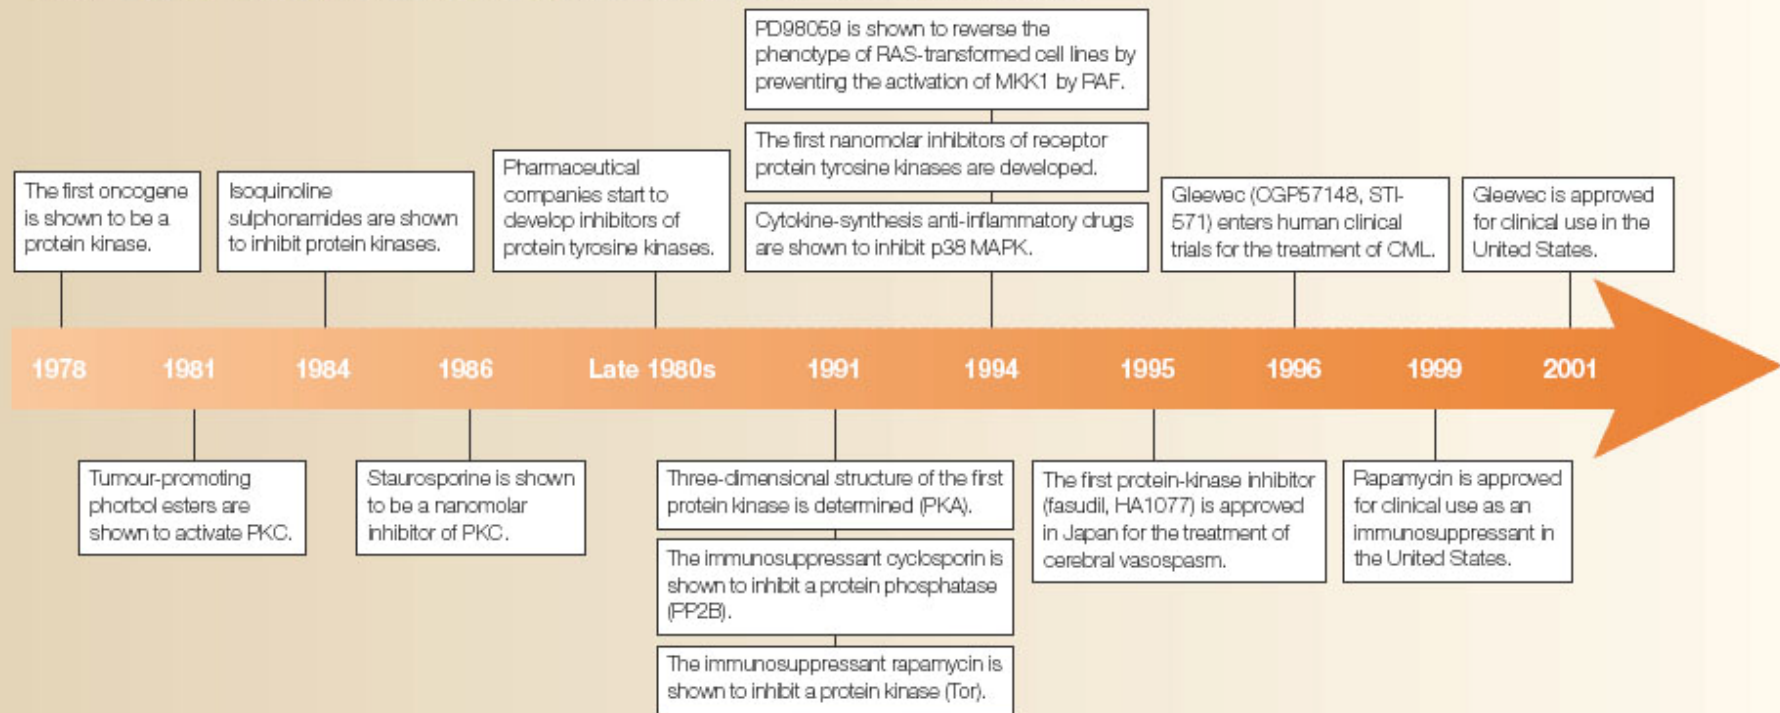 PD98059 is shown to reverse the
phenotype of RAS-transformed cell lines by
preventing the activation of MKK1 by RAF.
The first nanomolar inhibitors of receptor
protein tyrosine kinases are developed.
Cytokine-synthesis anti-inflammatory drugs
are shown to inhibit p38 MAPK.
The first oncogene
is shown to be a
protein kinase.
Isoquinoline
sulphonamides are shown
to inhibit protein kinases.
Pharmaceutical
companies start to
develop inhibitors of
protein tyrosine kinases.
Gleevec (CGP57148, STI-
571) enters human clinical
trials for the treatment of CML.
Gleevec is approved
for clinical use in the
United States.
1978 1981 1984 1986 Late 1980s 1991 1994 1995 1996 1999 2001
Tumour-promoting
phorbol esters are
shown to activate PKC.
Staurosporine is shown
to be a nanomolar
inhibitor of PKC.
Three-dimensional structure of the first
protein kinase is determined (PKA).
The immunosuppressant cyclosporin is
shown to inhibit a protein phosphatase
(PP2B).
The immunosuppressant rapamycin is
shown to inhibit a protein kinase (Tor).
The first protein-kinase inhibitor
(fasudil, HA1077) is approved
in Japan for the treatment of
cerebral vasospasm.
Rapamycin is approved
for clinical use as an
immunosuppressant in
the United States.